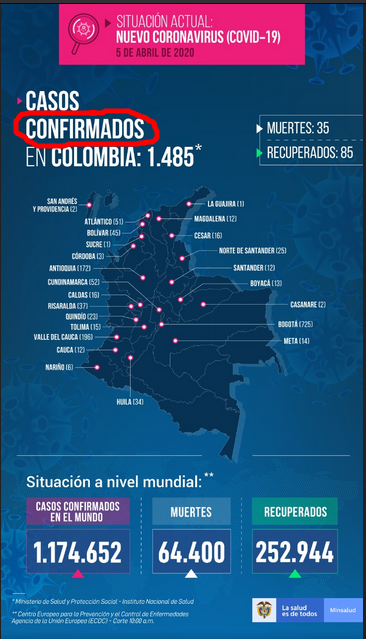 SITUACIÓN ACTUAL:
NUEVO CORONAVIRUS (COVID-19)
5 DE ABRIL DE 2020
CASOS
CONFIRMADOS
EN COLOMBIA: 1.485*
MUERTES: 35
RECUPERADOS: 85
SAN ANDRÉS
Y PROVIDENCIA (2)
ATLÁNTICO (51)
BOLÍVAR (45)
SUCRE (1)
CÓRDOBA (3)
ANTIOQUIA (172)
CUNDINAMARCA (52)
CALDAS (16)
RISARALDA (37)
QUINDÍO (23)
TOLIMA (15)
VALLE DEL CAUCA (196)
CAUCA (12)
NARIÑO (6)
HUILA (34)
LA GUAJIRA (1)
MAGDALENA (12)
CESAR (16)
NORTE DE SANTANDER (25)
SANTANDER (12)
BOYACÁ (13)
CASANARE (2)
BOGOTÁ (725)
META (14)
Situación a nivel mundial:**
CASOS CONFIRMADOS
EN EL MUNDO
1.174.652
MUERTES
64.400
RECUPERADOS
252.944
* Ministerio de Salud y Protección Social - Instituto Nacional de Salud
** Centro Europeo para la Prevención y el Control de Enfermedades
Agencia de la Unión Europea (ECDC) - Corte 10:00 a.m.
La salud
es de todos
Minsalud